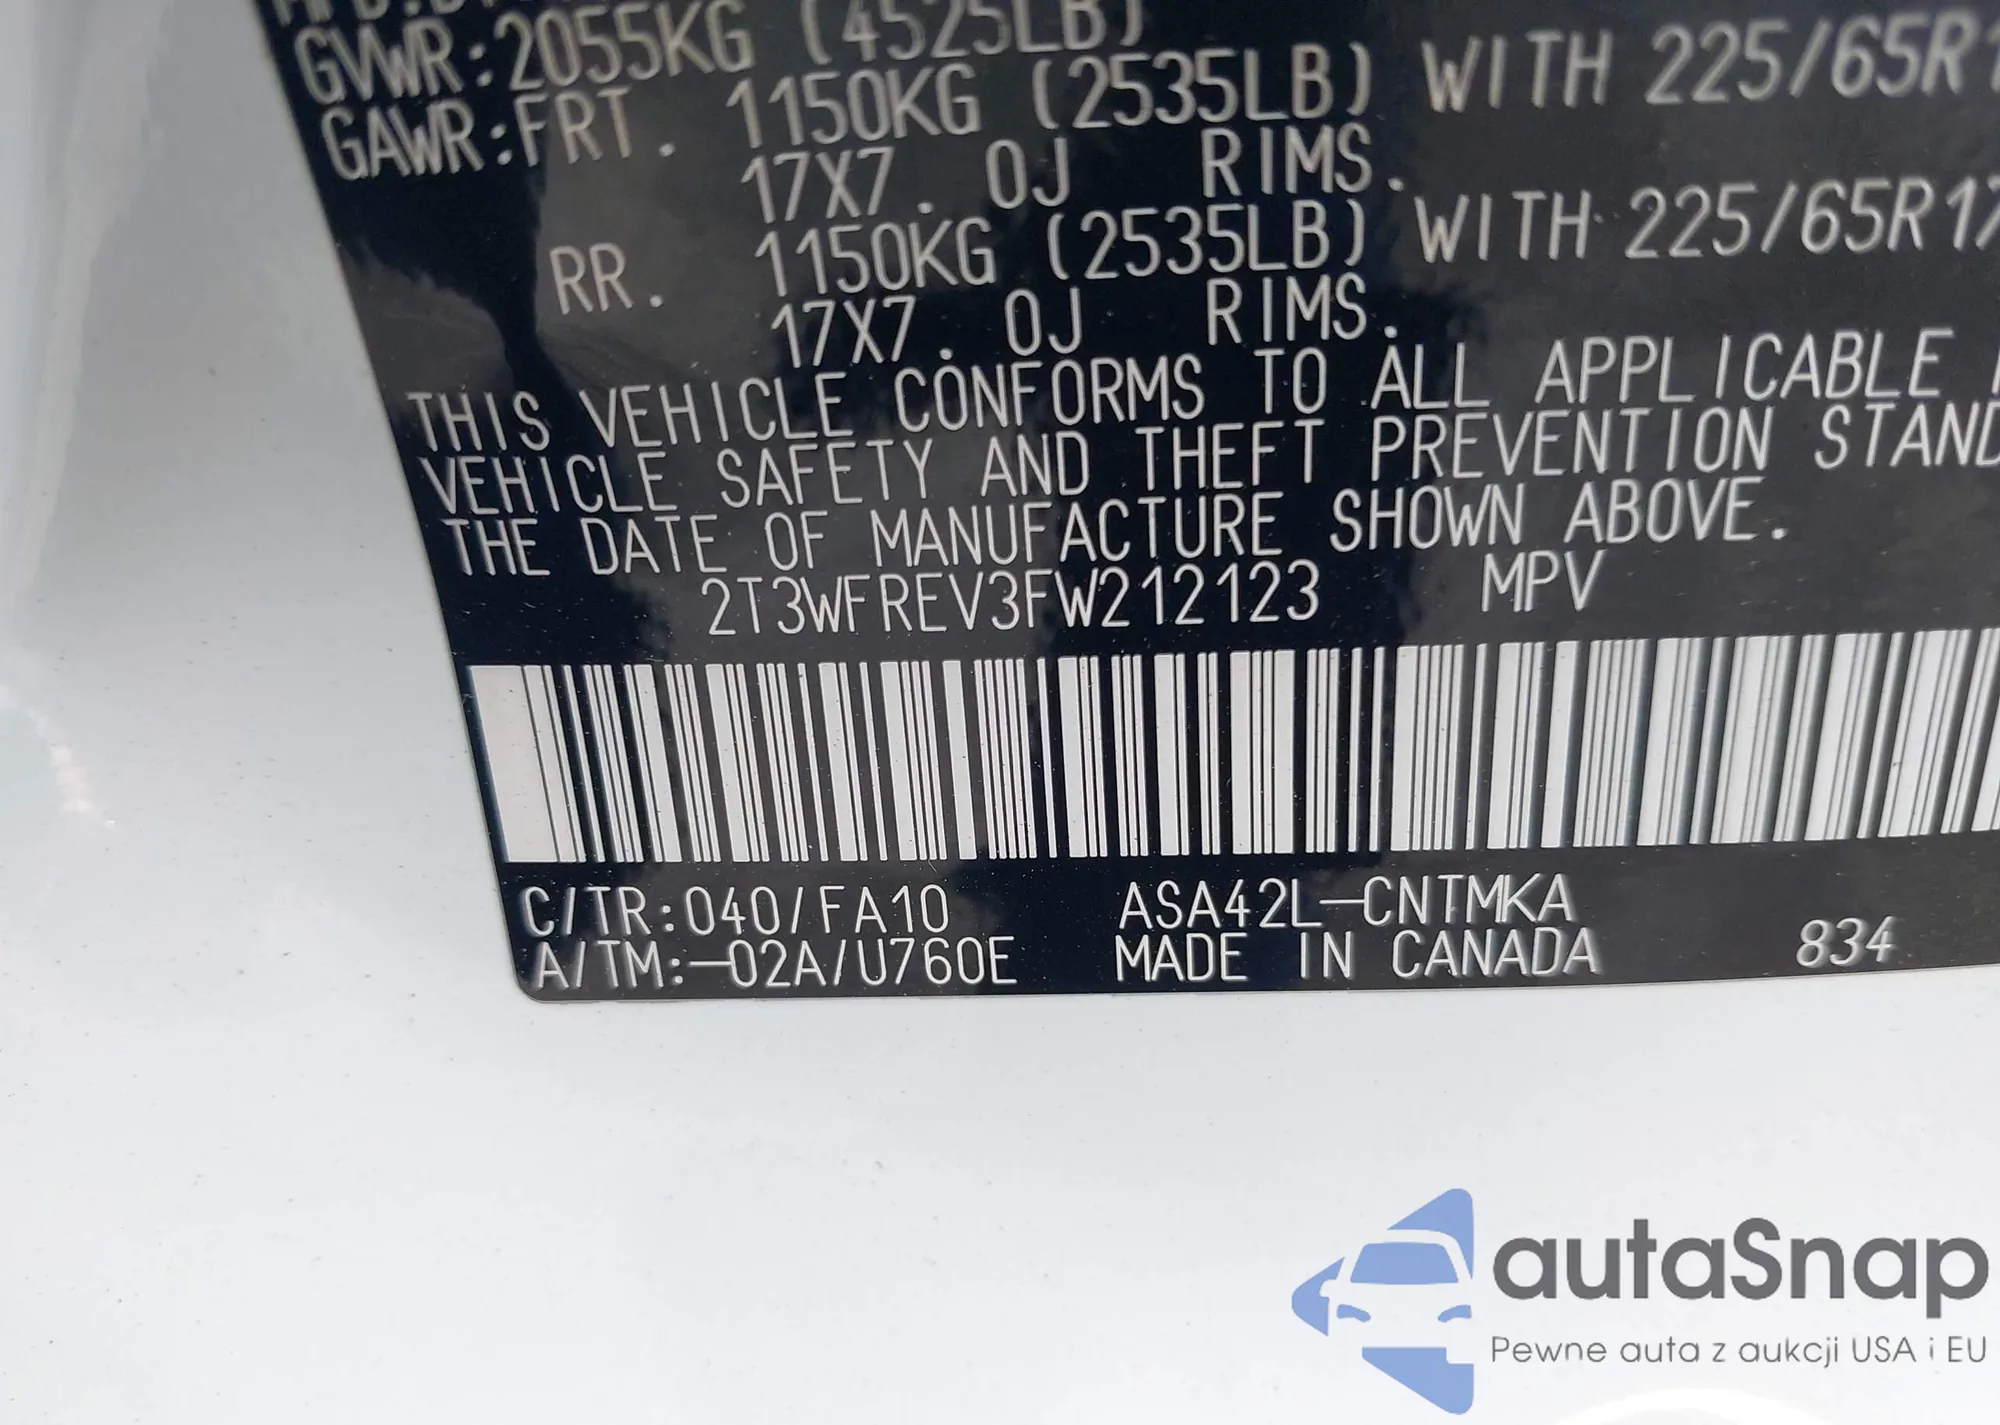 GVWR:2055KG (4525LB)
GAWR:FRT. 1150KG (2535LB) WITH 225/65R1
17X7.0J RIMS.
RR. 1150KG (2535LB) WITH 225/65R17
17X7.0J RIMS.
THIS VEHICLE CONFORMS TO ALL APPLICABLE
VEHICLE SAFETY AND THEFT PREVENTION STAND
THE DATE OF MANUFACTURE SHOWN ABOVE.
2T3WFREV3FW212123 MPV
C/TR:040/FA10 ASA42L-CNTMKA
A/TM:-02A/U760E MADE IN CANADA 834
autaSnap
Pewne auta z aukcji USA i EU